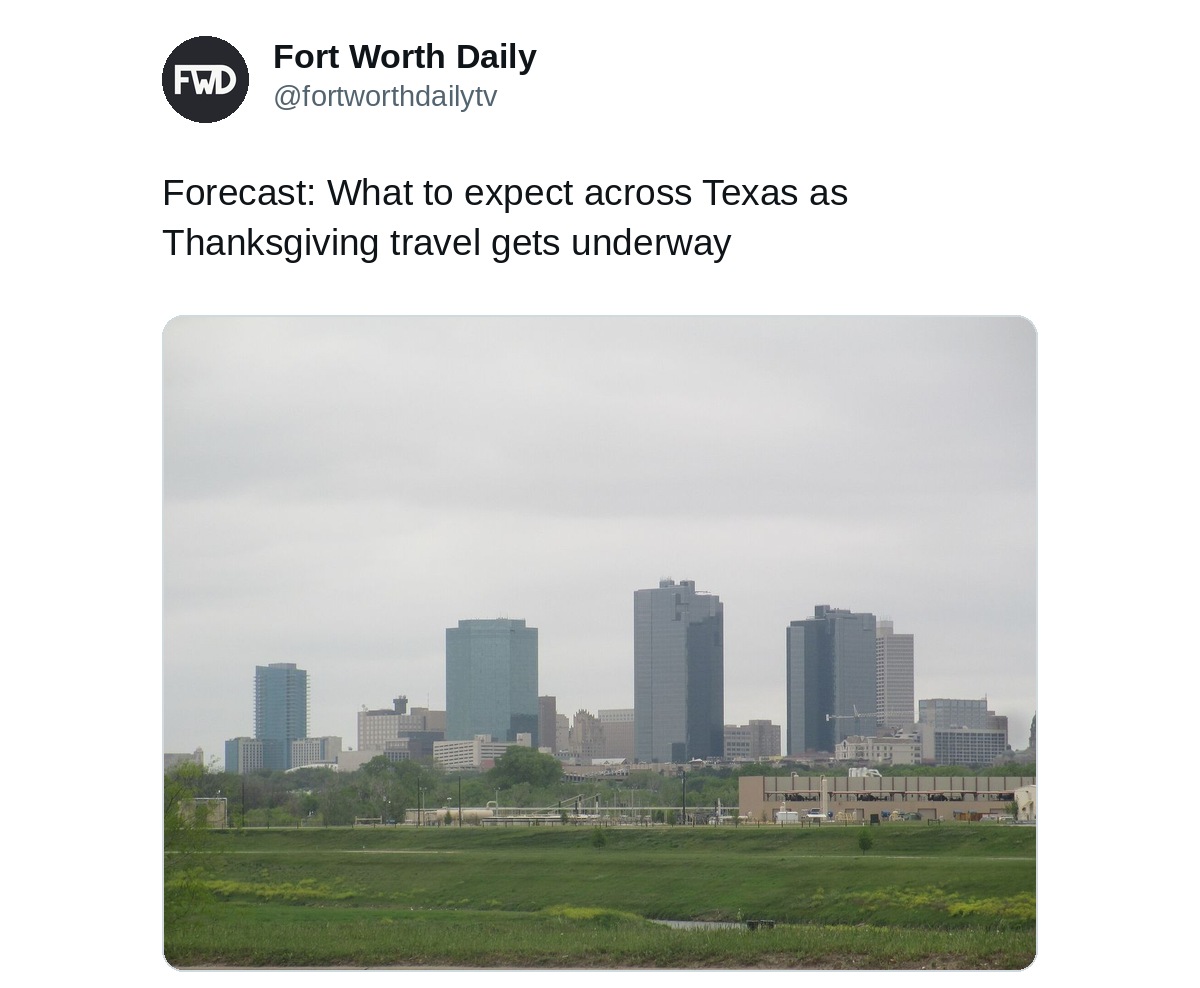 FWD
Fort Worth Daily
@fortworthdailytv
Forecast: What to expect across Texas as
Thanksgiving travel gets underway